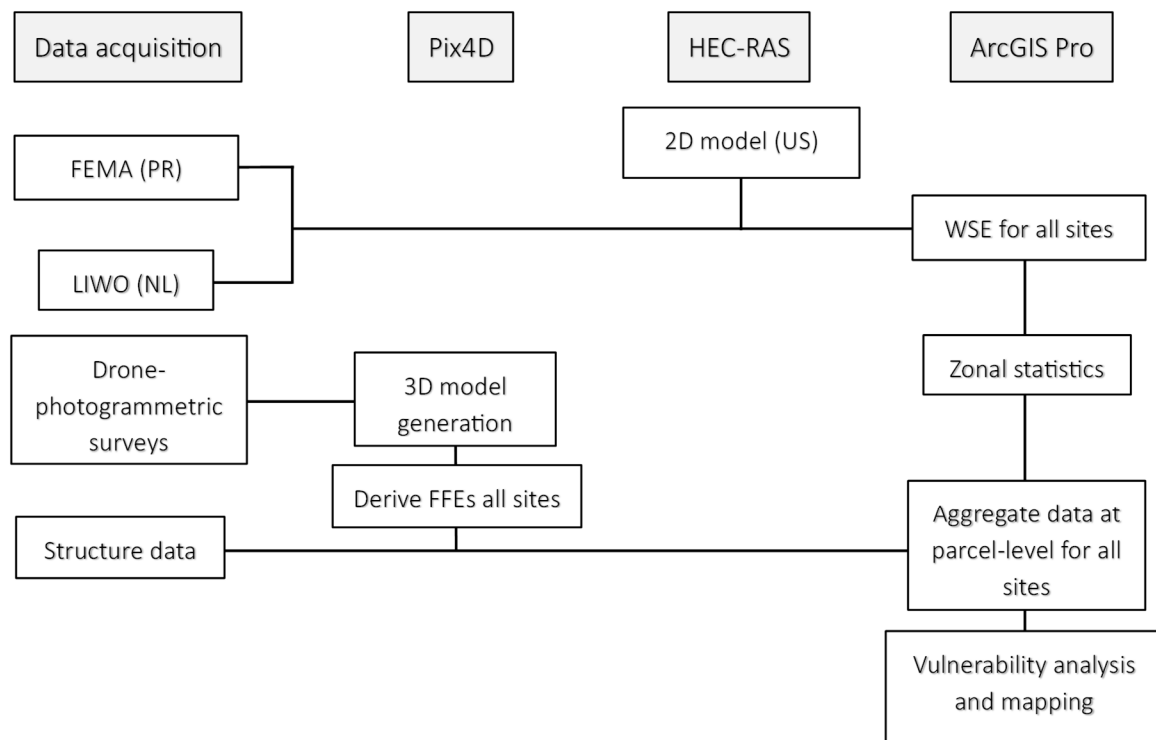 Data acquisition
Pix4D
HEC-RAS
ArcGIS Pro
FEMA (PR)
2D model (US)
WSE for all sites
LIWO (NL)
Drone-
photogrammetric
surveys
3D model
generation
Zonal statistics
Derive FFEs all sites
Structure data
Aggregate data at
parcel-level for all
sites
Vulnerability analysis
and mapping